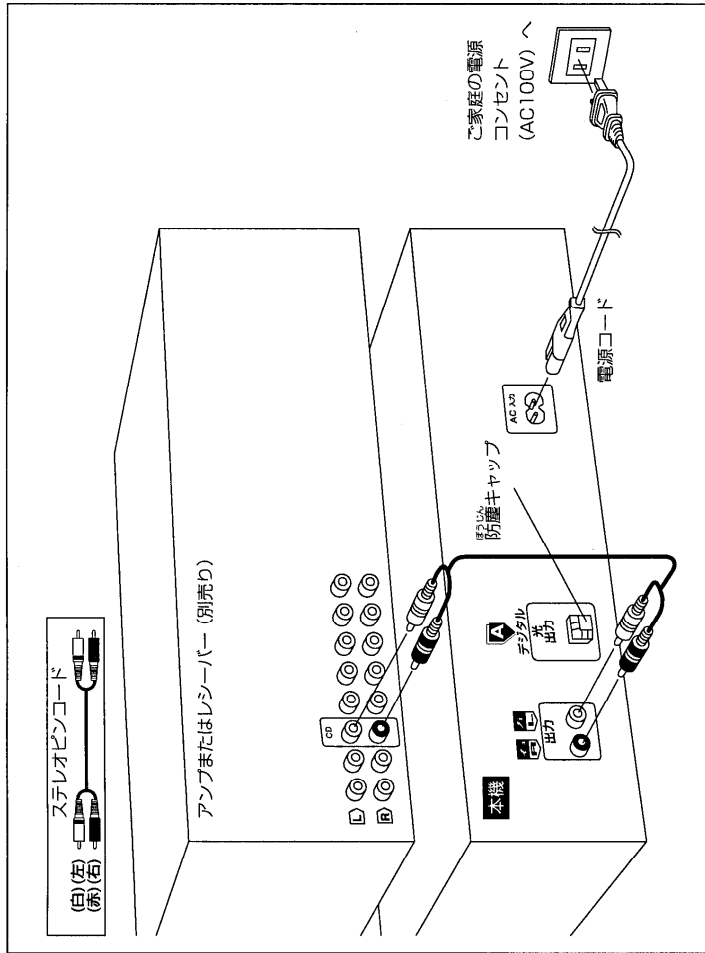 ステレオピンコード
(白)(左)
(赤)(右)
アンプまたはレシーバー（別売り）
CD
L
R
本機
右
左
出力
A
デジタル
光
出力
ぼうじん
防塵キャップ
AC 入力
電源コード
ご家庭の電源
コンセント
(AC100V) へ